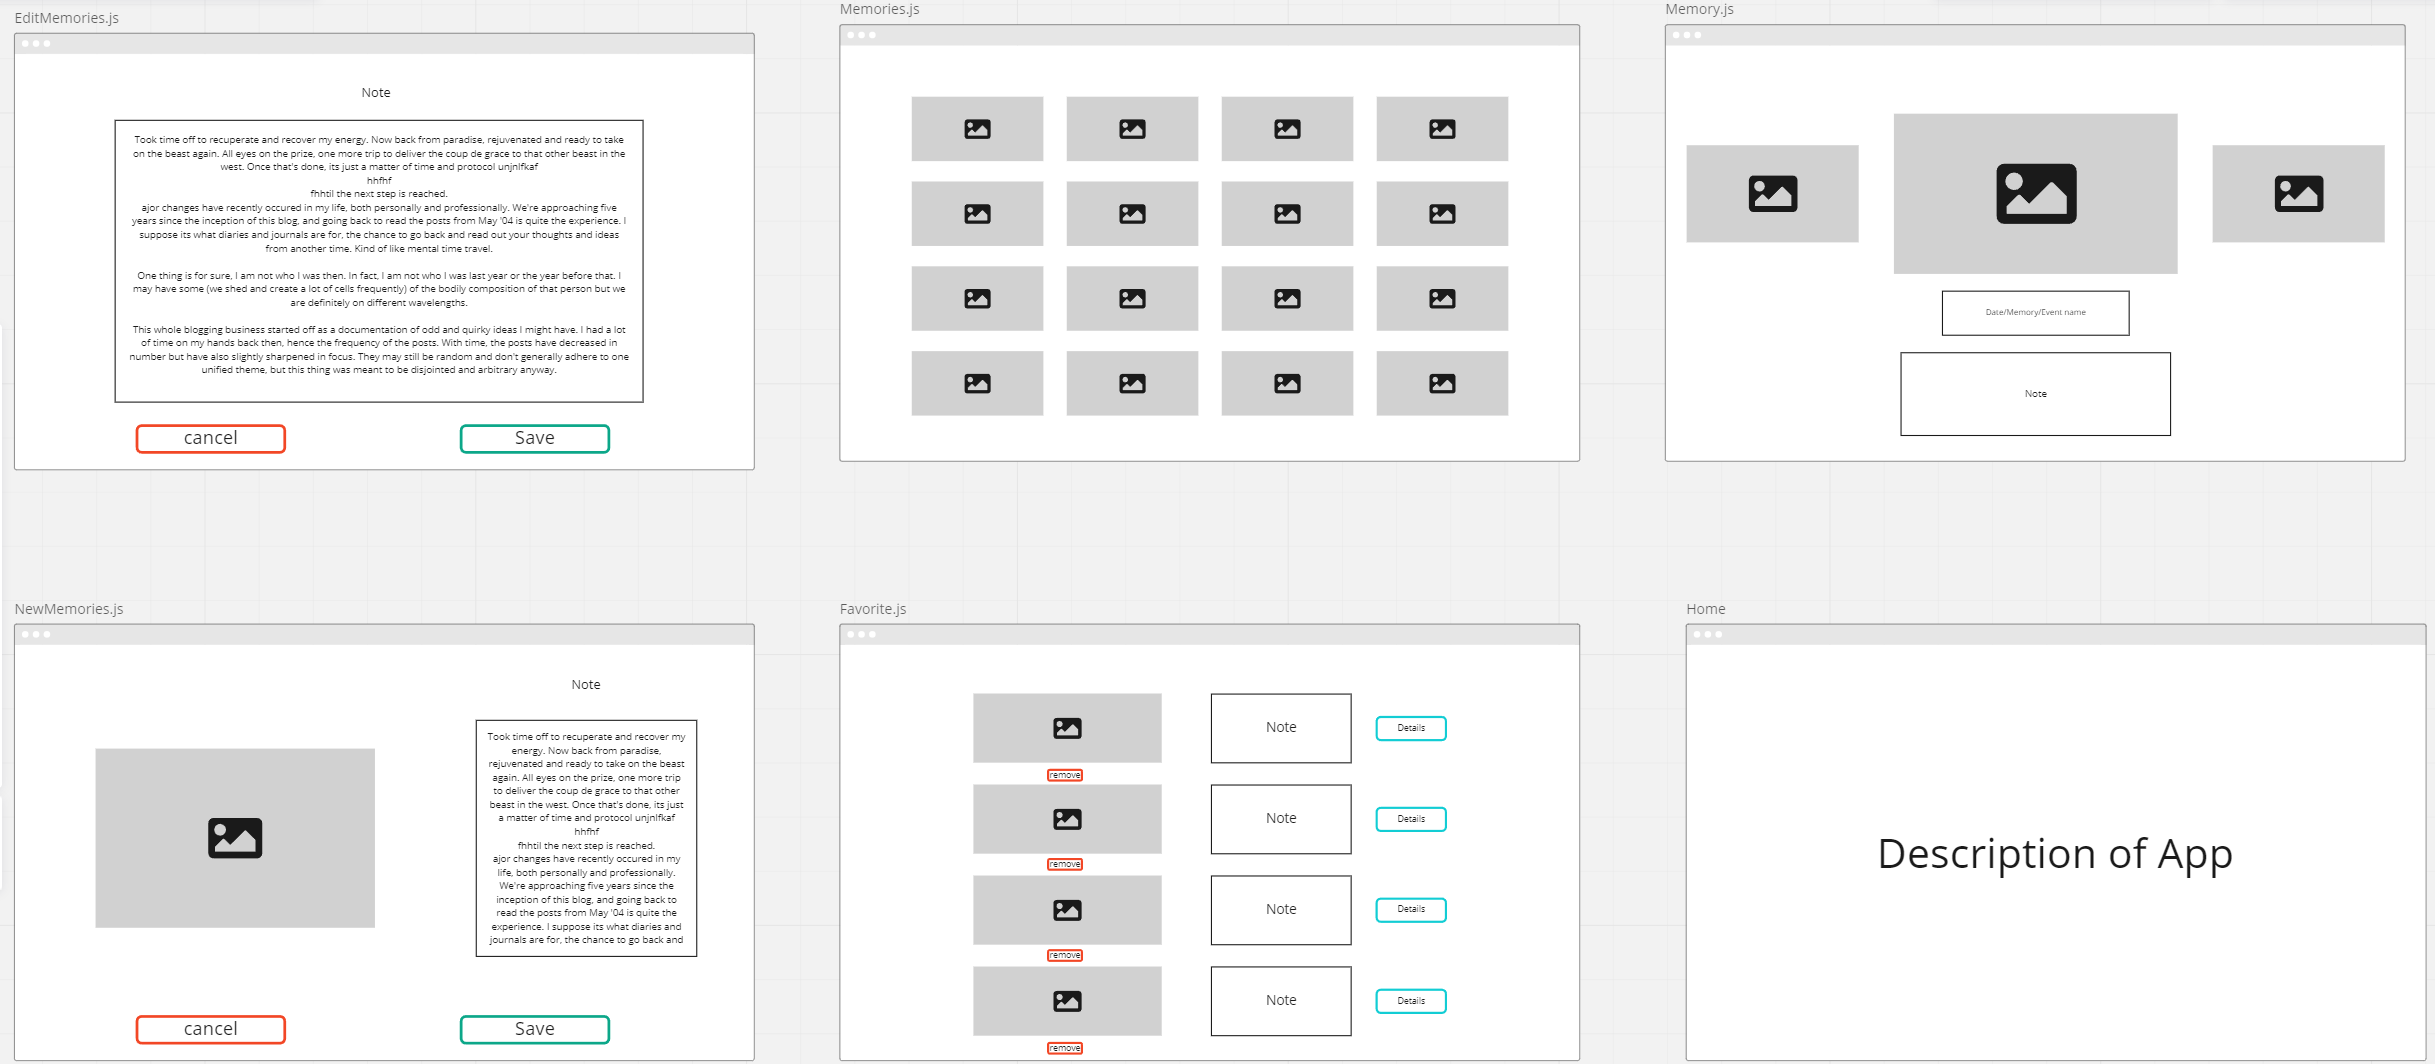 EditMemories.js
Note
Took time off to recuperate and recover my energy. Now back from paradise, rejuvenated and ready to take
on the beast again. All eyes on the prize, one more trip to deliver the coup de grace to that other beast in the
west. Once that's done, its just a matter of time and protocol unjnlfkaf
hhfhf
fhhtil the next step is reached.
ajor changes have recently occured in my life, both personally and professionally. We're approaching five
years since the inception of this blog, and going back to read the posts from May '04 is quite the experience. I
suppose its what diaries and journals are for, the chance to go back and read out your thoughts and ideas
from another time. Kind of like mental time travel.
One thing is for sure, I am not who I was then. In fact, I am not who I was last year or the year before that. I
may have some (we shed and create a lot of cells frequently) of the bodily composition of that person but we
are definitely on different wavelengths.
This whole blogging business started off as a documentation of odd and quirky ideas I might have. I had a lot
of time on my hands back then, hence the frequency of the posts. With time, the posts have decreased in
number but have also slightly sharpened in focus. They may still be random and don't generally adhere to one
unified theme, but this thing was meant to be disjointed and arbitrary anyway.
cancel
Save
Memories.js
Memory.js
Date/Memory/Event name
Note
NewMemories.js
Note
Took time off to recuperate and recover my
energy. Now back from paradise,
rejuvenated and ready to take on the beast
again. All eyes on the prize, one more trip
to deliver the coup de grace to that other
beast in the west. Once that's done, its just
a matter of time and protocol unjnlfkaf
hhfhf
fhhtil the next step is reached.
ajor changes have recently occured in my
life, both personally and professionally.
We're approaching five years since the
inception of this blog, and going back to
read the posts from May '04 is quite the
experience. I suppose its what diaries and
journals are for, the chance to go back and
cancel
Save
Favorite.js
Note
Details
remove
Note
Details
remove
Note
Details
remove
Note
Details
remove
Home
Description of App